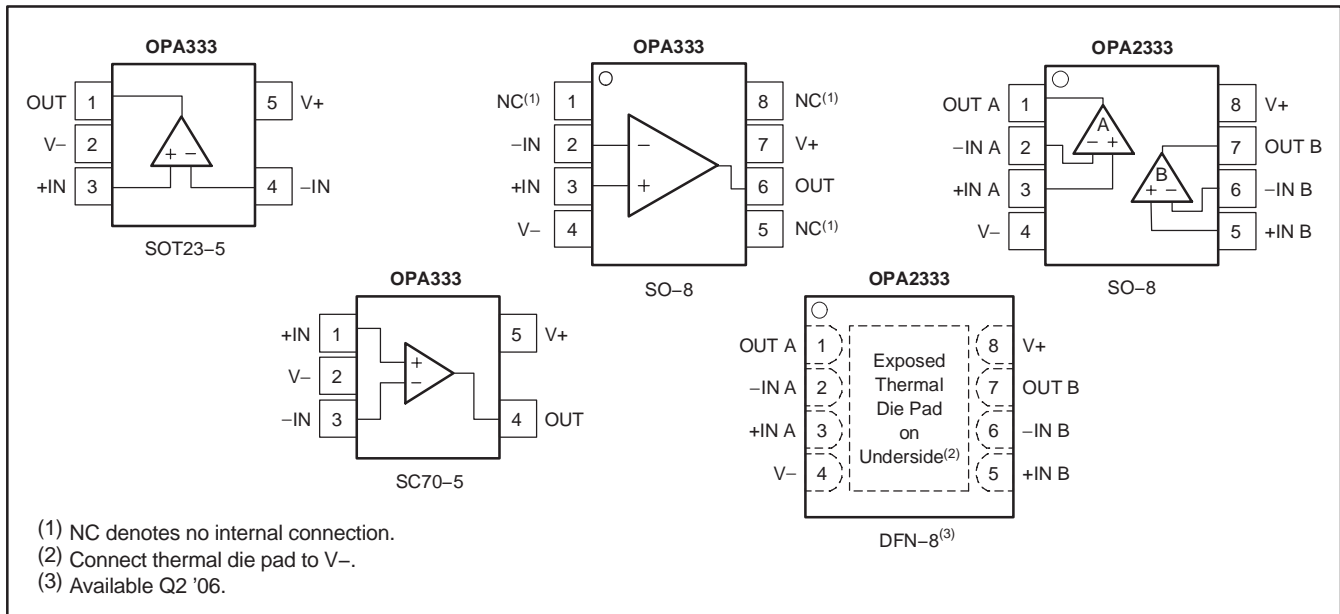 OPA333
OUT 1
V– 2
+IN 3
5 V+
4 –IN
+ –
SOT23–5
OPA333
NC(1) 1
–IN 2
+IN 3
V– 4
8 NC(1)
7 V+
6 OUT
5 NC(1)
–
+
SO–8
OPA2333
OUT A 1
–IN A 2
+IN A 3
V– 4
8 V+
7 OUT B
6 –IN B
5 +IN B
A
– +
B
+ –
SO–8
OPA333
+IN 1
V– 2
–IN 3
5 V+
4 OUT
+
–
SC70–5
OPA2333
OUT A 1
–IN A 2
+IN A 3
V– 4
Exposed
Thermal
Die Pad
on
Underside(2)
8 V+
7 OUT B
6 –IN B
5 +IN B
DFN–8(3)
(1) NC denotes no internal connection.
(2) Connect thermal die pad to V–.
(3) Available Q2 '06.